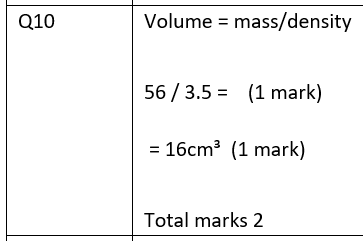 Q10 Volume = mass/density
56 / 3.5 = (1 mark)
= 16cm³ (1 mark)
Total marks 2